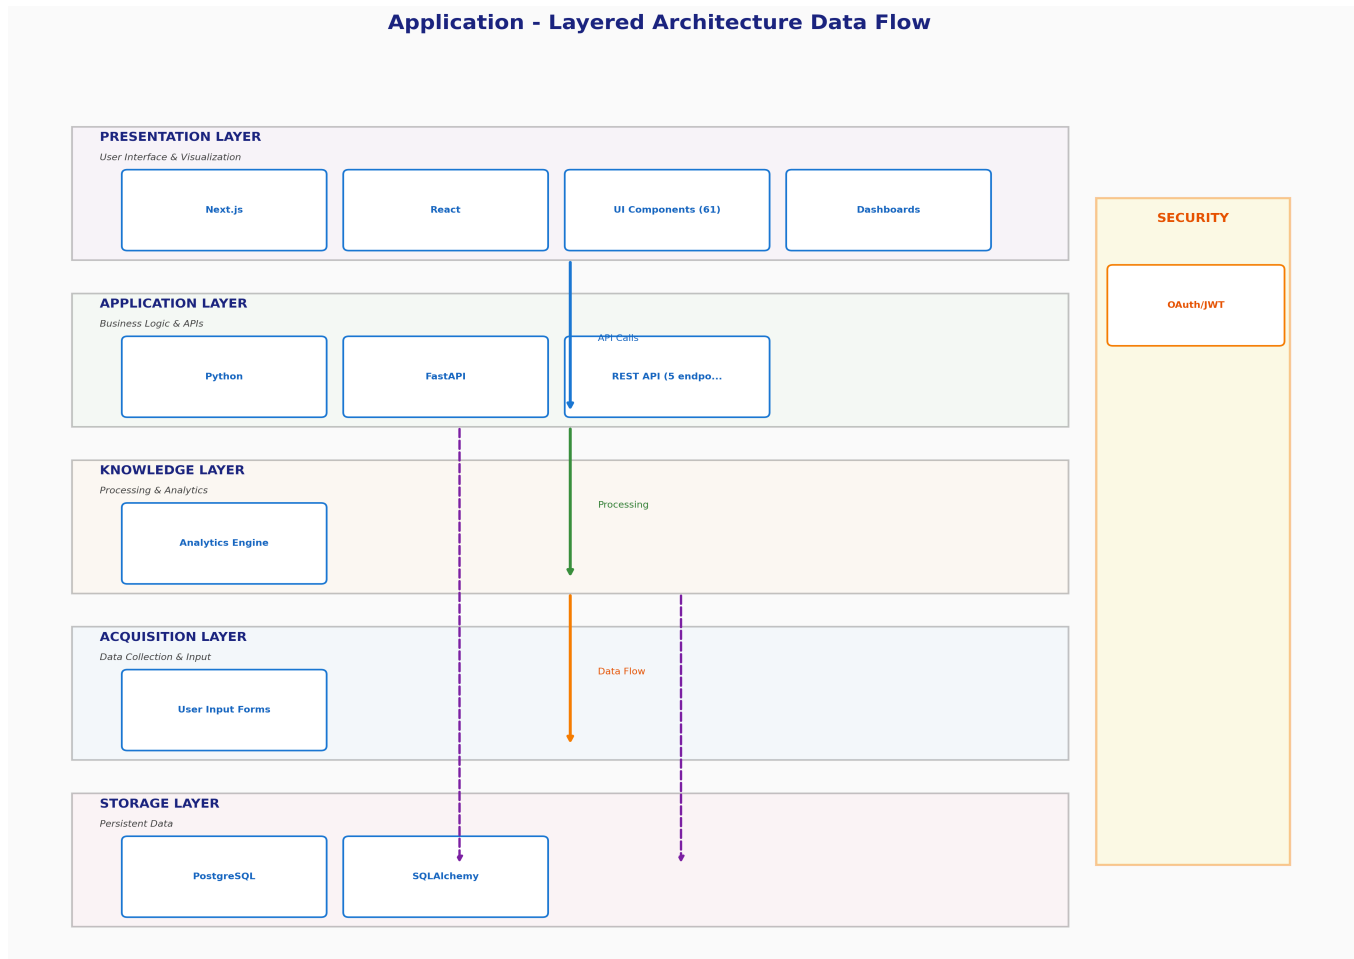 Application - Layered Architecture Data Flow
PRESENTATION LAYER
User Interface & Visualization
Next.js
React
UI Components (61)
Dashboards
SECURITY
OAuth/JWT
APPLICATION LAYER
Business Logic & APIs
API Calls
Python
FastAPI
REST API (5 endpo...
KNOWLEDGE LAYER
Processing & Analytics
Processing
Analytics Engine
ACQUISITION LAYER
Data Collection & Input
Data Flow
User Input Forms
STORAGE LAYER
Persistent Data
PostgreSQL
SQLAlchemy